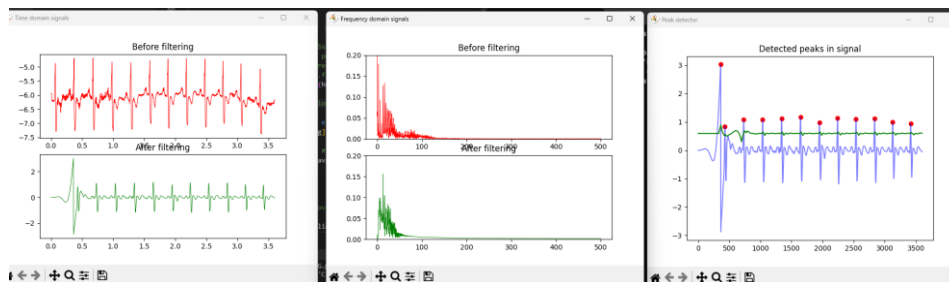 Time domain signals
Before filtering
-5.0
-5.5
-6.0
-6.5
-7.0
-7.5
0.0 0.5 1.0 1.5 2.0 2.5 3.0 3.5
After filtering
2
0
-2
0.0 0.5 1.0 1.5 2.0 2.5 3.0 3.5
Frequency domain signals
Before filtering
0.20
0.15
0.10
0.05
0.00
0 100 200 300 400 500
After filtering
0.20
0.15
0.10
0.05
0.00
0 100 200 300 400 500
Peak detector
Detected peaks in signal
3
2
1
0
-1
-2
-3
0 500 1000 1500 2000 2500 3000 3500